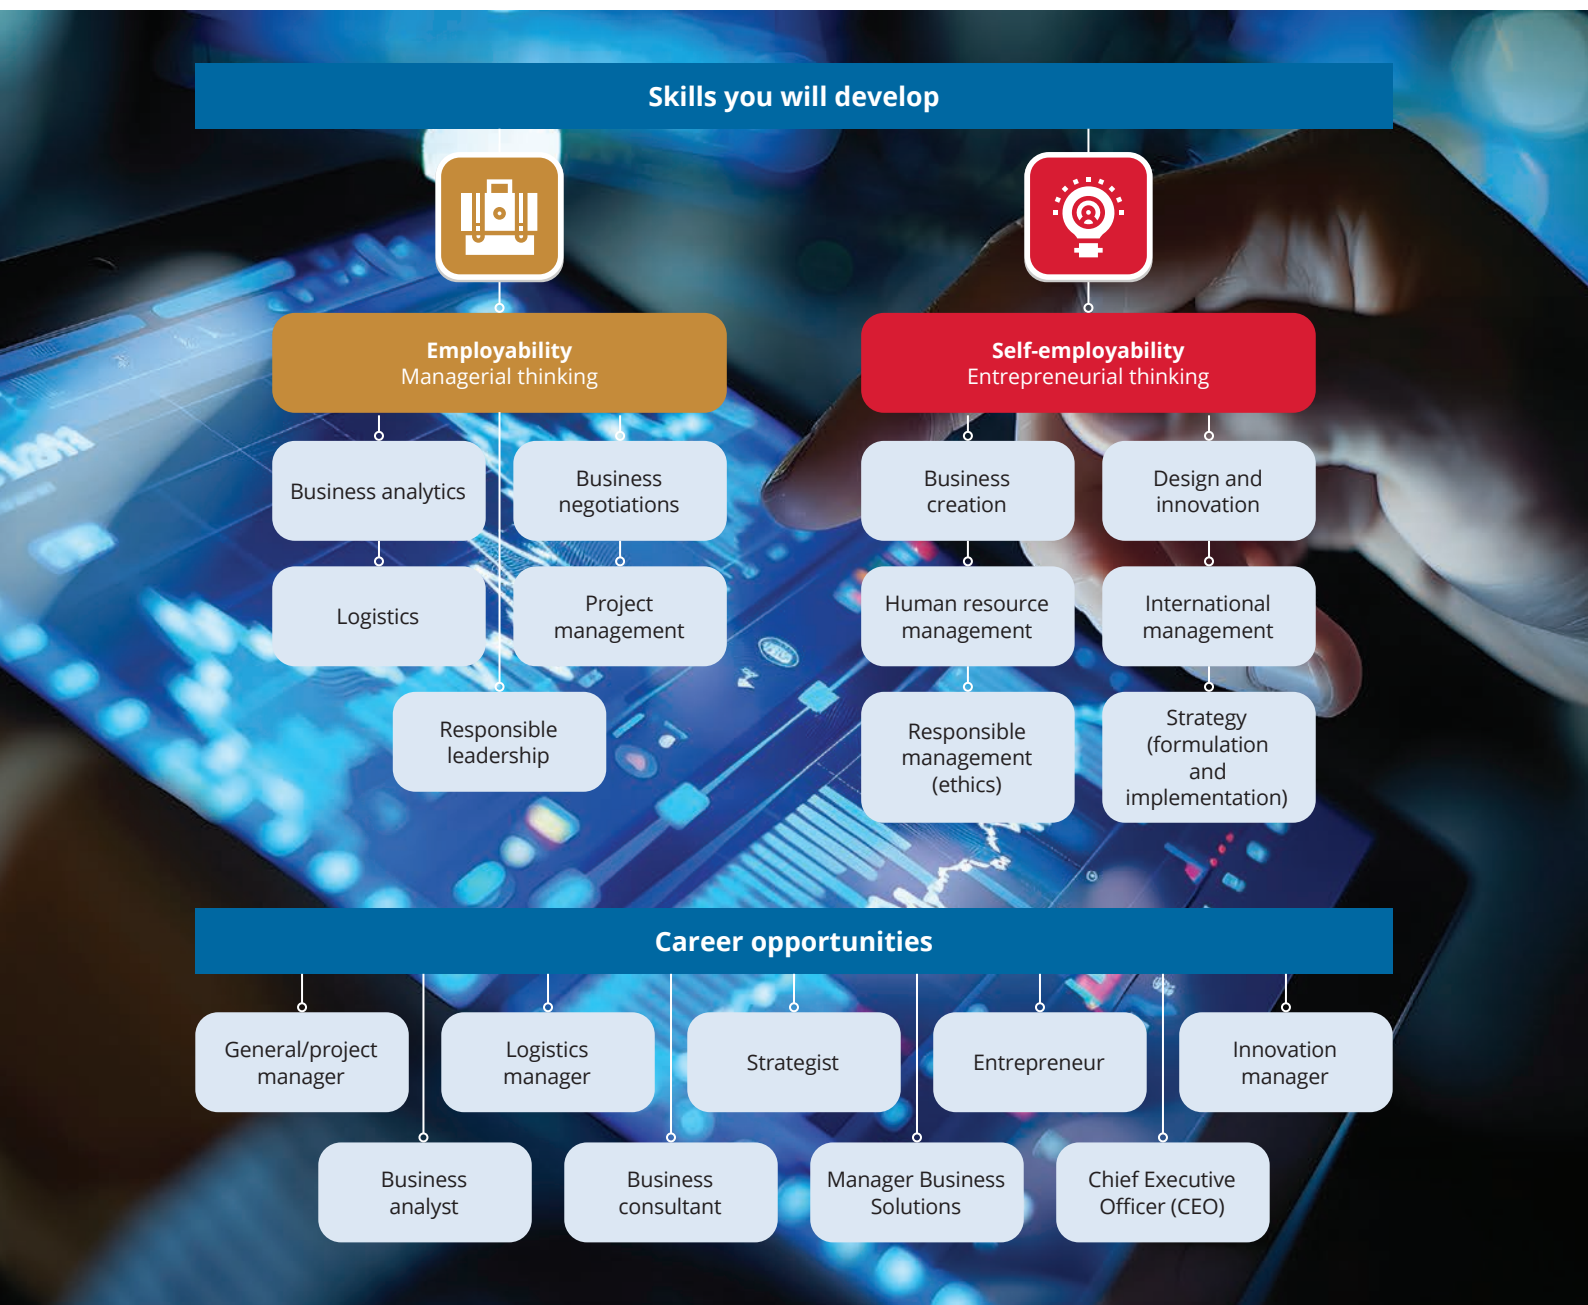 Skills you will develop
Employability
Managerial thinking
Self-employability
Entrepreneurial thinking
Business analytics
Business
negotiations
Business
creation
Design and
innovation
Logistics
Project
management
Human resource
management
International
management
Responsible
leadership
Responsible
management
(ethics)
Strategy
(formulation
and
implementation)
Career opportunities
General/project
manager
Logistics
manager
Strategist
Entrepreneur
Innovation
manager
Business
analyst
Business
consultant
Manager Business
Solutions
Chief Executive
Officer (CEO)